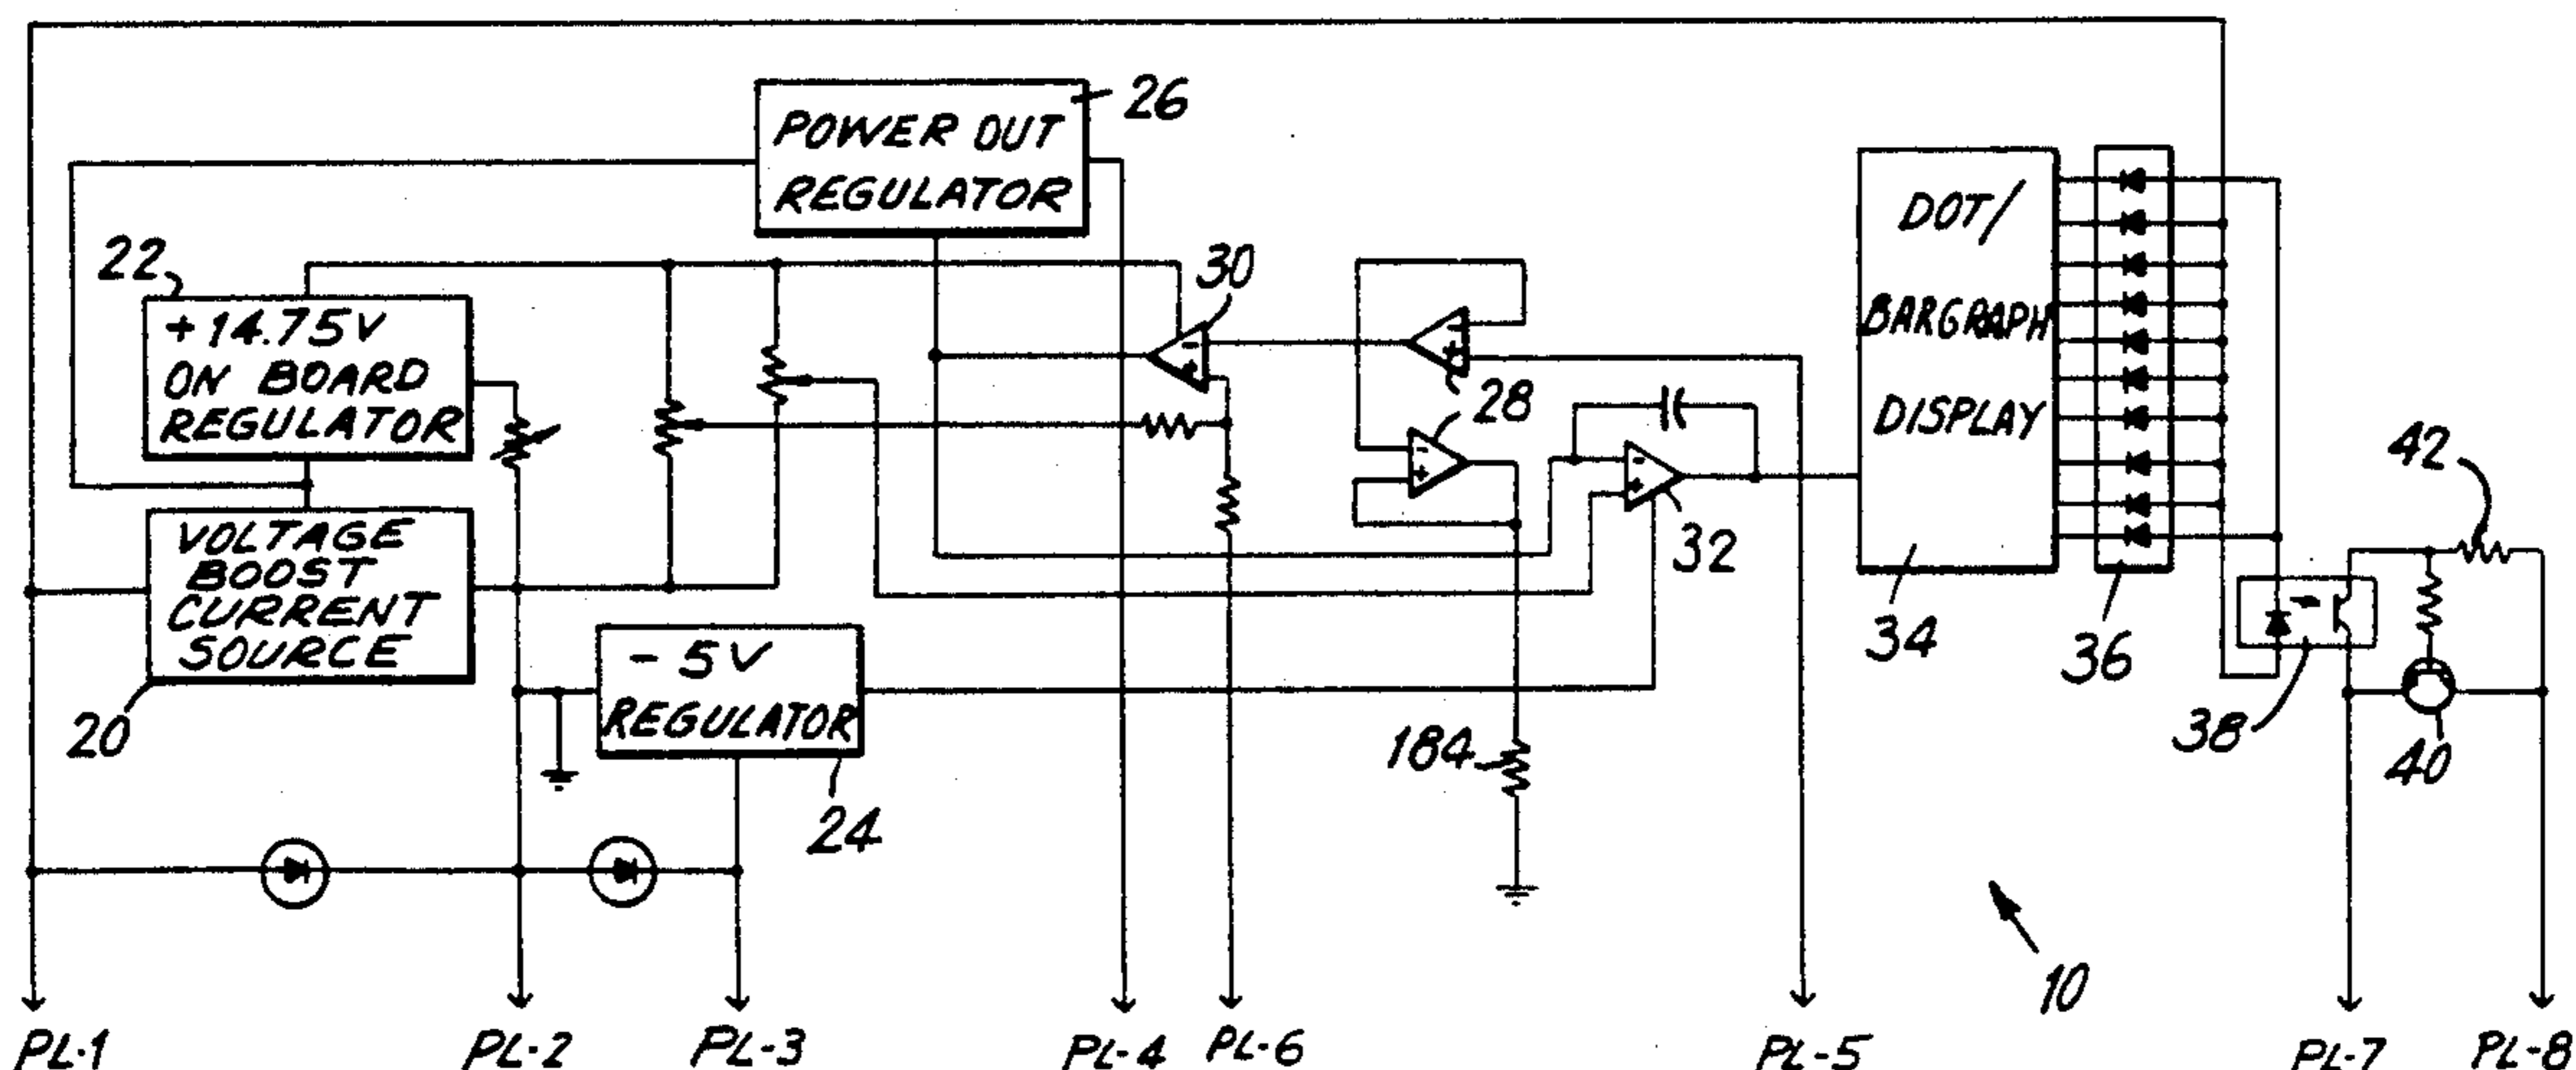 26
POWER OUT
REGULATOR
22
+14.75V
ON BOARD
REGULATOR
30
DOT/
BARGRAPH
DISPLAY
28
42
VOLTAGE
BOOST
CURRENT
SOURCE
20
- 5V
REGULATOR
24
32
34
36
38
40
184
10
PL-1
PL-2
PL-3
PL-4
PL-6
PL-5
PL-7
PL-8